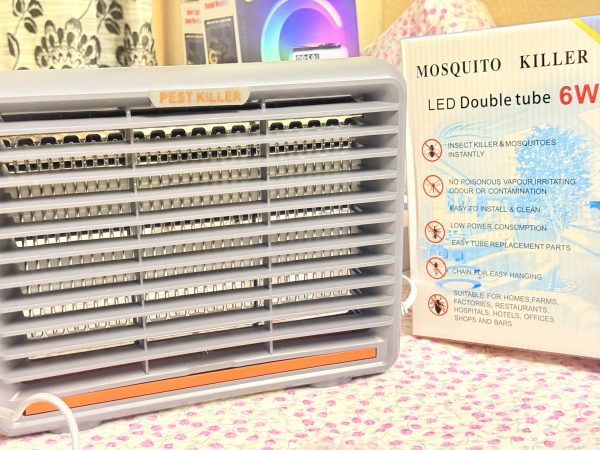 PEST KILLER
MOSQUITO KILLER
LED Double tube 6W
INSECT KILLER & MOSQUITOES
INSTANTLY
NO POISONOUS VAPOUR,IRRITATING
ODOUR OR CONTAMINATION
EASY TO INSTALL & CLEAN
LOW POWER CONSUMPTION
EASY TUBE REPLACEMENT PARTS
CHAIN FOR EASY HANGING
SUITABLE FOR HOMES,FARMS,
FACTORIES, RESTAURANTS,
HOSPITALS, HOTELS, OFFICES
SHOPS AND BARS